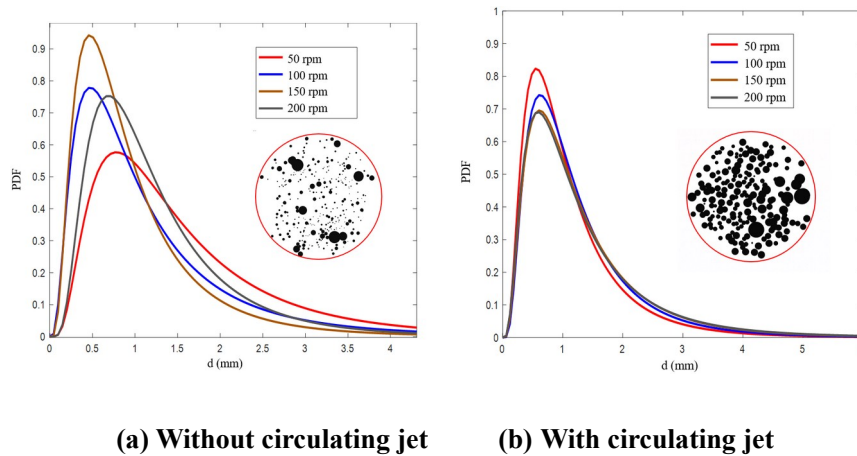 PDF
0.9
0.8
0.7
0.6
0.5
0.4
0.3
0.2
0.1
0
0
0.5
1
1.5
2
2.5
3
3.5
4
d (mm)
50 rpm
100 rpm
150 rpm
200 rpm
PDF
1
0.9
0.8
0.7
0.6
0.5
0.4
0.3
0.2
0.1
0
0
1
2
3
4
5
d (mm)
50 rpm
100 rpm
150 rpm
200 rpm
(a) Without circulating jet
(b) With circulating jet